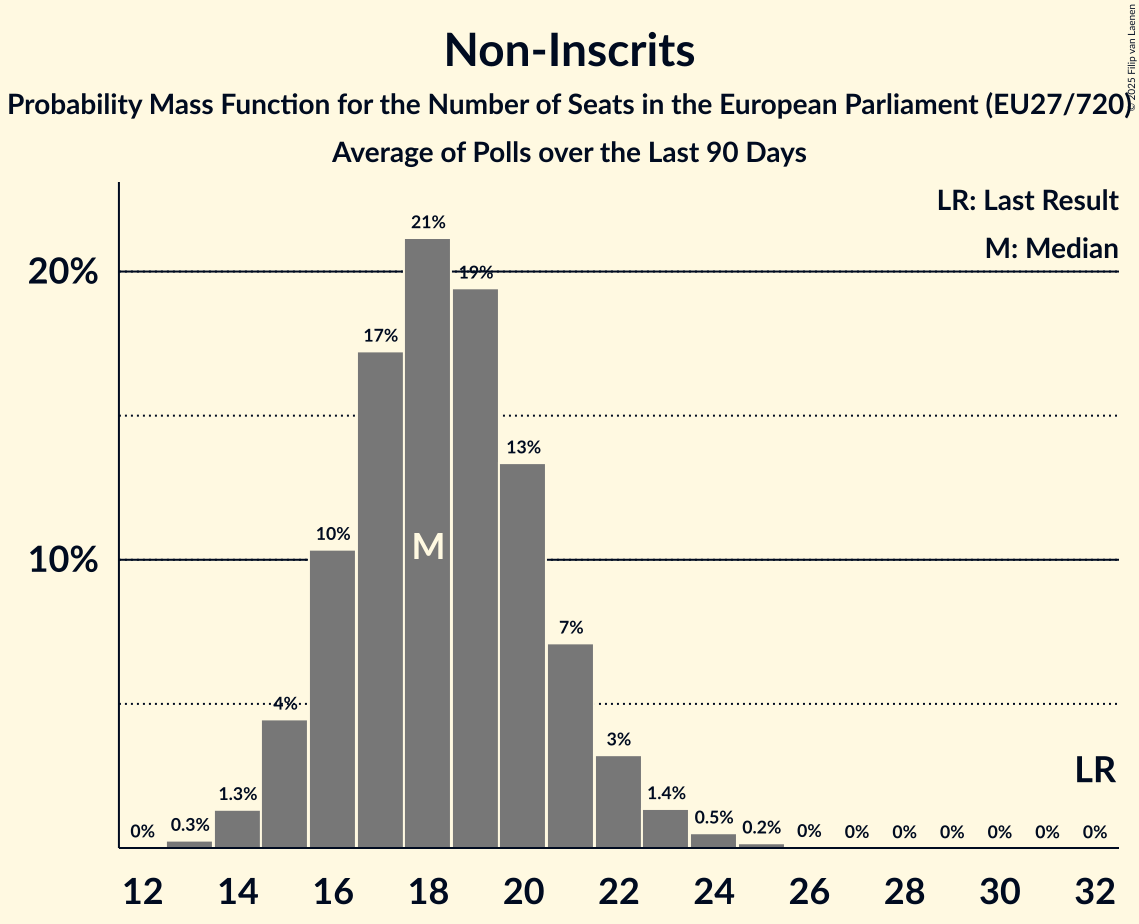 Non-Inscrits
Probability Mass Function for the Number of Seats in the European Parliament (EU27/720)
Average of Polls over the Last 90 Days
© 2025 Filip van Laenen
LR: Last Result
M: Median
20%
10%
0%
0.3%
1.3%
4%
10%
17%
21%
19%
13%
7%
3%
1.4%
0.5%
0.2%
0%
0%
0%
0%
0%
0%
0%
M
LR
12 14 16 18 20 22 24 26 28 30 32